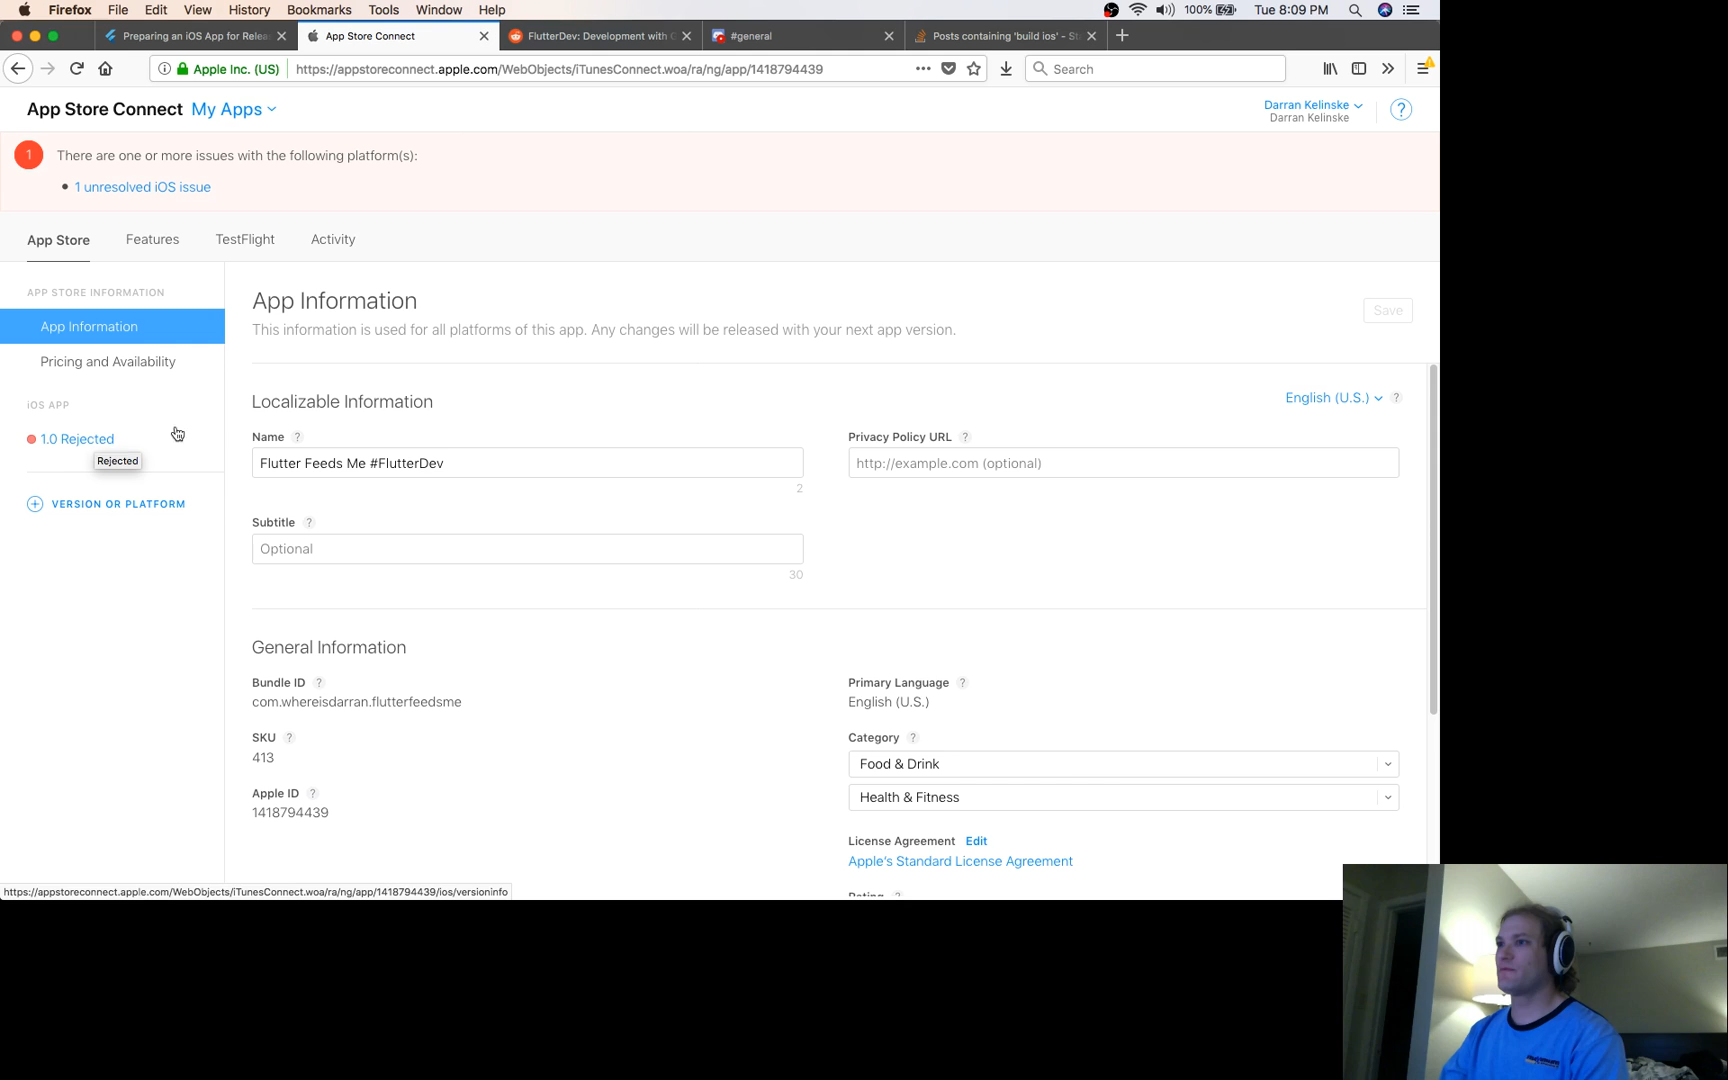 Firefox File Edit View History Bookmarks Tools Window Help
100% Tue 8:09 PM
Preparing an iOS App for Relea
App Store Connect
FlutterDev: Development with G
#general
Posts containing 'build ios' - Sta
Apple Inc. (US) https://appstoreconnect.apple.com/WebObjects/iTunesConnect.woa/ra/ng/app/1418794439
Search
App Store Connect My Apps
Darran Kelinske
Darran Kelinske
?
1 There are one or more issues with the following platform(s):
• 1 unresolved iOS issue
App Store Features TestFlight Activity
APP STORE INFORMATION
App Information
Pricing and Availability
iOS APP
1.0 Rejected
Rejected
+ VERSION OR PLATFORM
App Information
Save
This information is used for all platforms of this app. Any changes will be released with your next app version.
Localizable Information
English (U.S.) ?
Name ?
Flutter Feeds Me #FlutterDev
2
Privacy Policy URL ?
http://example.com (optional)
Subtitle ?
Optional
30
General Information
Bundle ID ?
com.whereisdarran.flutterfeedsme
SKU ?
413
Apple ID ?
1418794439
Primary Language ?
English (U.S.)
Category ?
Food & Drink
Health & Fitness
License Agreement Edit
Apple's Standard License Agreement
Rating ?
https://appstoreconnect.apple.com/WebObjects/iTunesConnect.woa/ra/ng/app/1418794439/ios/versioninfo